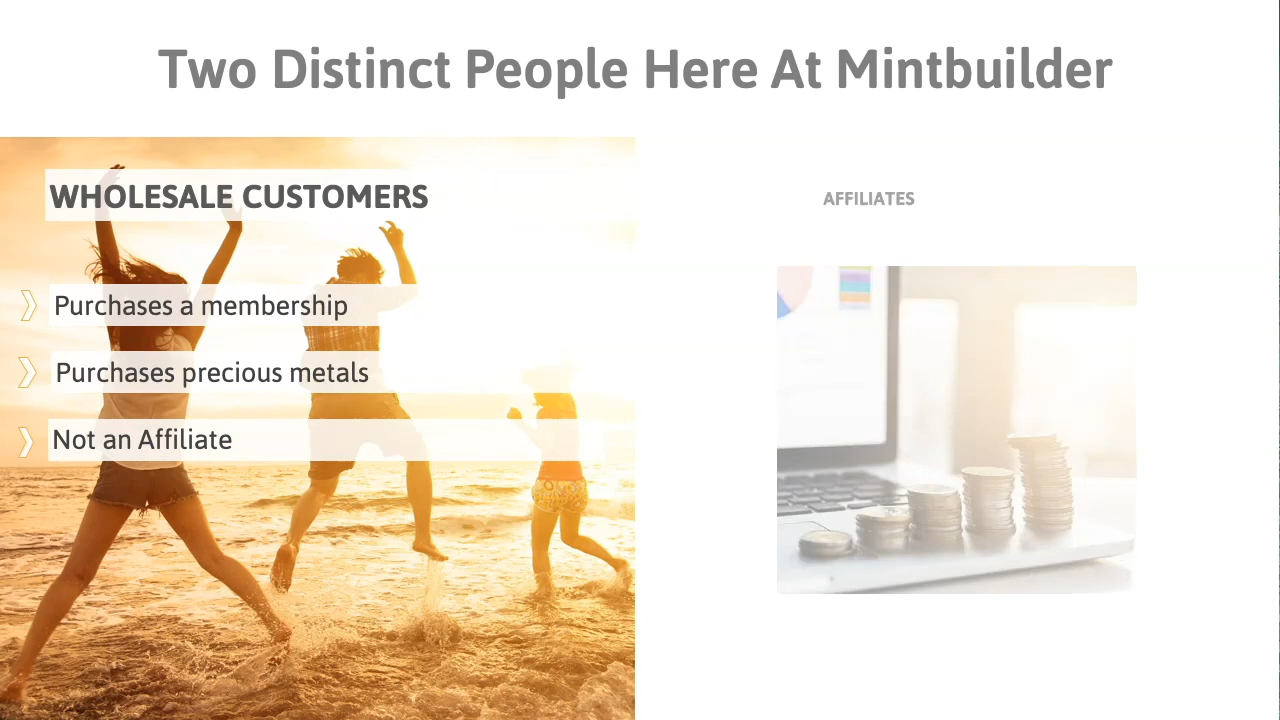 Two Distinct People Here At Mintbuilder
WHOLESALE CUSTOMERS
Purchases a membership
Purchases precious metals
Not an Affiliate
AFFILIATES